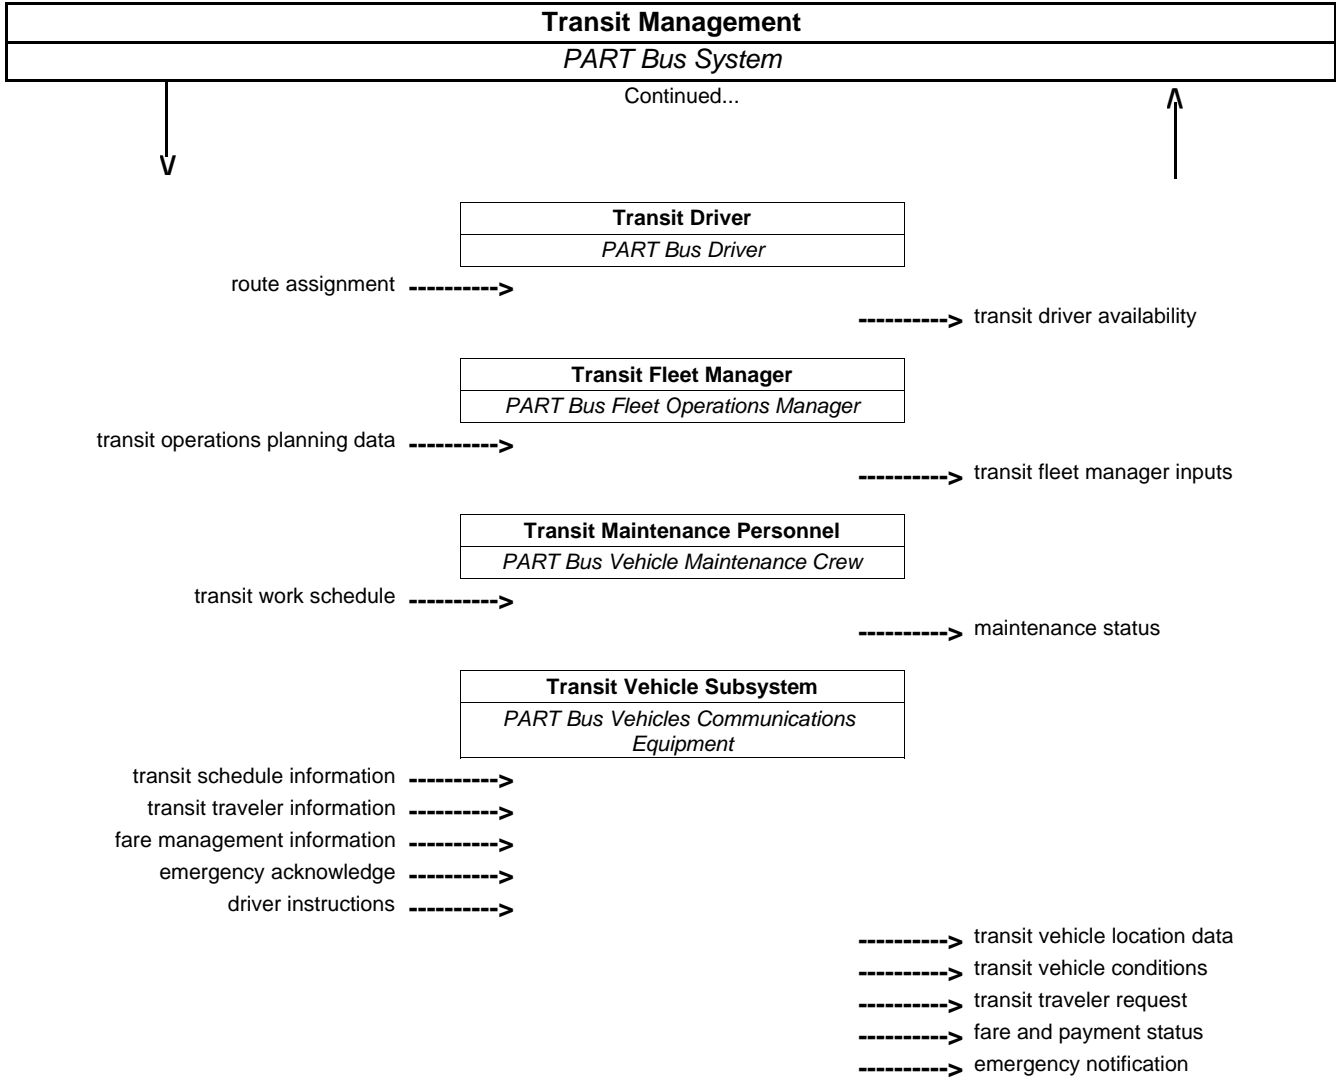 Transit Management
PART Bus System
Continued...
Transit Driver
PART Bus Driver
route assignment ---------->
----------> transit driver availability
Transit Fleet Manager
PART Bus Fleet Operations Manager
transit operations planning data ---------->
----------> transit fleet manager inputs
Transit Maintenance Personnel
PART Bus Vehicle Maintenance Crew
transit work schedule ---------->
----------> maintenance status
Transit Vehicle Subsystem
PART Bus Vehicles Communications
Equipment
transit schedule information ---------->
transit traveler information ---------->
fare management information ---------->
emergency acknowledge ---------->
driver instructions ---------->
----------> transit vehicle location data
----------> transit vehicle conditions
----------> transit traveler request
----------> fare and payment status
----------> emergency notification